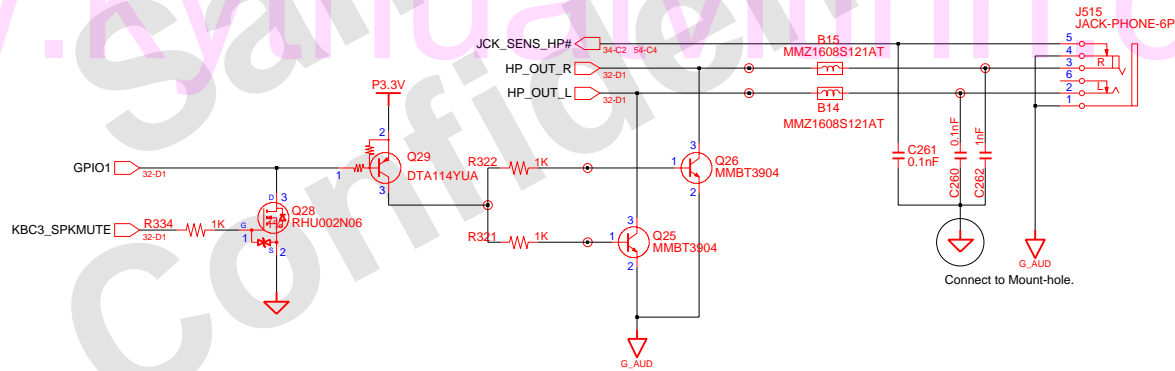 J515
JACK-PHONE-6P
B15
JCK_SENS_HP#
34-C2 54-C4
MMZ1608S121AT
5
4
3
6
2
1
R
L
HP_OUT_R
32-D1
HP_OUT_L
32-D1
B14
MMZ1608S121AT
P3.3V
2
Q29
DTA114YUA
1
3
GPIO1
32-D1
R322
1K
3
1
Q26
MMBT3904
2
C261
0.1nF
C260
0.1nF
C262
1nF
D
3
Q28
RHU002N06
G
1
S
2
KBC3_SPKMUTE
R334
1K
32-D1
R321
1K
3
1
Q25
MMBT3904
2
G_AUD
Connect to Mount-hole.
G_AUD
Confidential